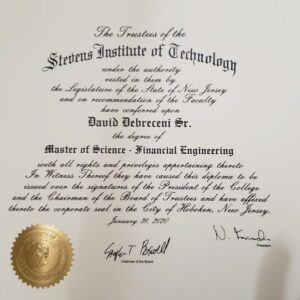 The Trustees of the
Stevens Institute of Technology
under the authority
vested in them by
the Legislature of the State of New Jersey
and on recommendation of the Faculty
have conferred upon
David Debreceni Sr.
the degree of
Master of Science - Financial Engineering
with all rights and privileges appertaining thereto
In Witness Thereof they have caused this diploma to be
issued over the signatures of the President of the College
and the Chairman of the Board of Trustees and have affixed
thereto the corporate seal in the City of Hoboken, New Jersey.
January 31, 2020
Chairman of the Board
President